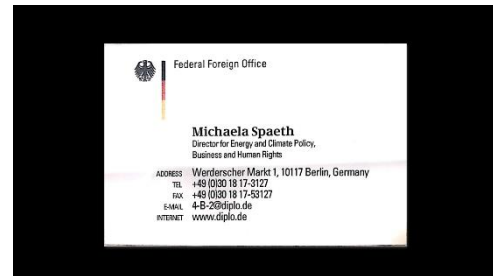 Federal Foreign Office
Michaela Spaeth
Director for Energy and Climate Policy,
Business and Human Rights
ADDRESS Werderscher Markt 1, 10117 Berlin, Germany
TEL +49 (0)30 18 17-3127
FAX +49 (0)30 18 17-53127
E-MAIL 4-B-2@diplo.de
INTERNET www.diplo.de